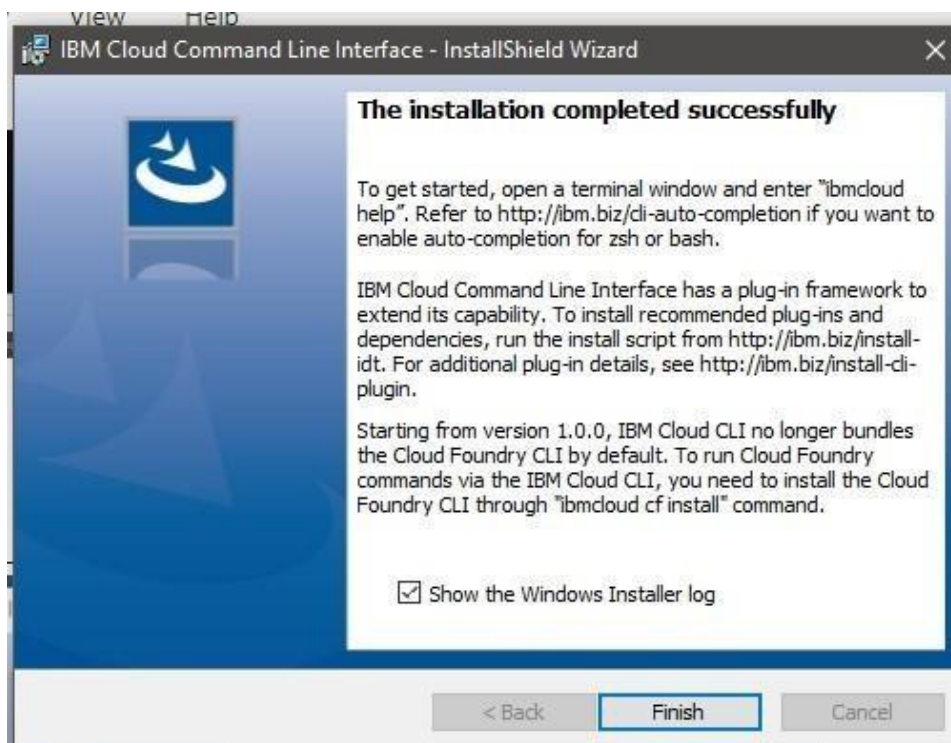 View Help
IBM Cloud Command Line Interface - InstallShield Wizard
The installation completed successfully
To get started, open a terminal window and enter "ibmcloud
help". Refer to http://ibm.biz/cli-auto-completion if you want to
enable auto-completion for zsh or bash.
IBM Cloud Command Line Interface has a plug-in framework to
extend its capability. To install recommended plug-ins and
dependencies, run the install script from http://ibm.biz/install-
idt. For additional plug-in details, see http://ibm.biz/install-cli-
plugin.
Starting from version 1.0.0, IBM Cloud CLI no longer bundles
the Cloud Foundry CLI by default. To run Cloud Foundry
commands via the IBM Cloud CLI, you need to install the Cloud
Foundry CLI through "ibmcloud cf install" command.
Show the Windows Installer log
< Back Finish Cancel